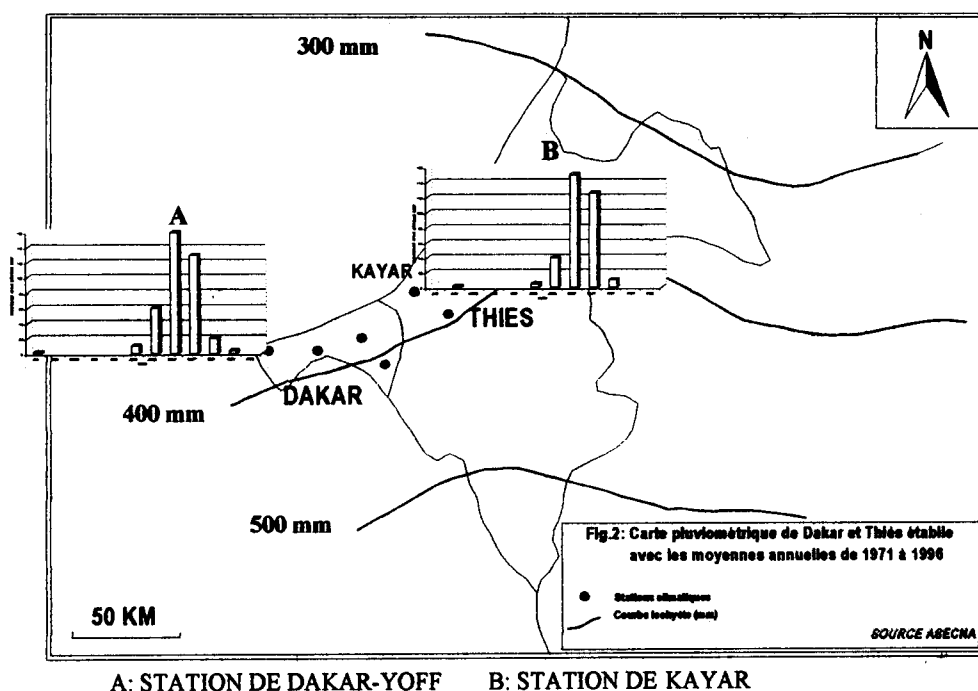 300 mm
N
B
A
KAYAR
THIES
DAKAR
400 mm
500 mm
Fig.2: Carte pluviométrique de Dakar et Thiès établie
avec les moyennes annuelles de 1971 à 1996
Stations climatiques
Courbe isohyète (mm)
50 KM
SOURCE ASECNA
A: STATION DE DAKAR-YOFF B: STATION DE KAYAR